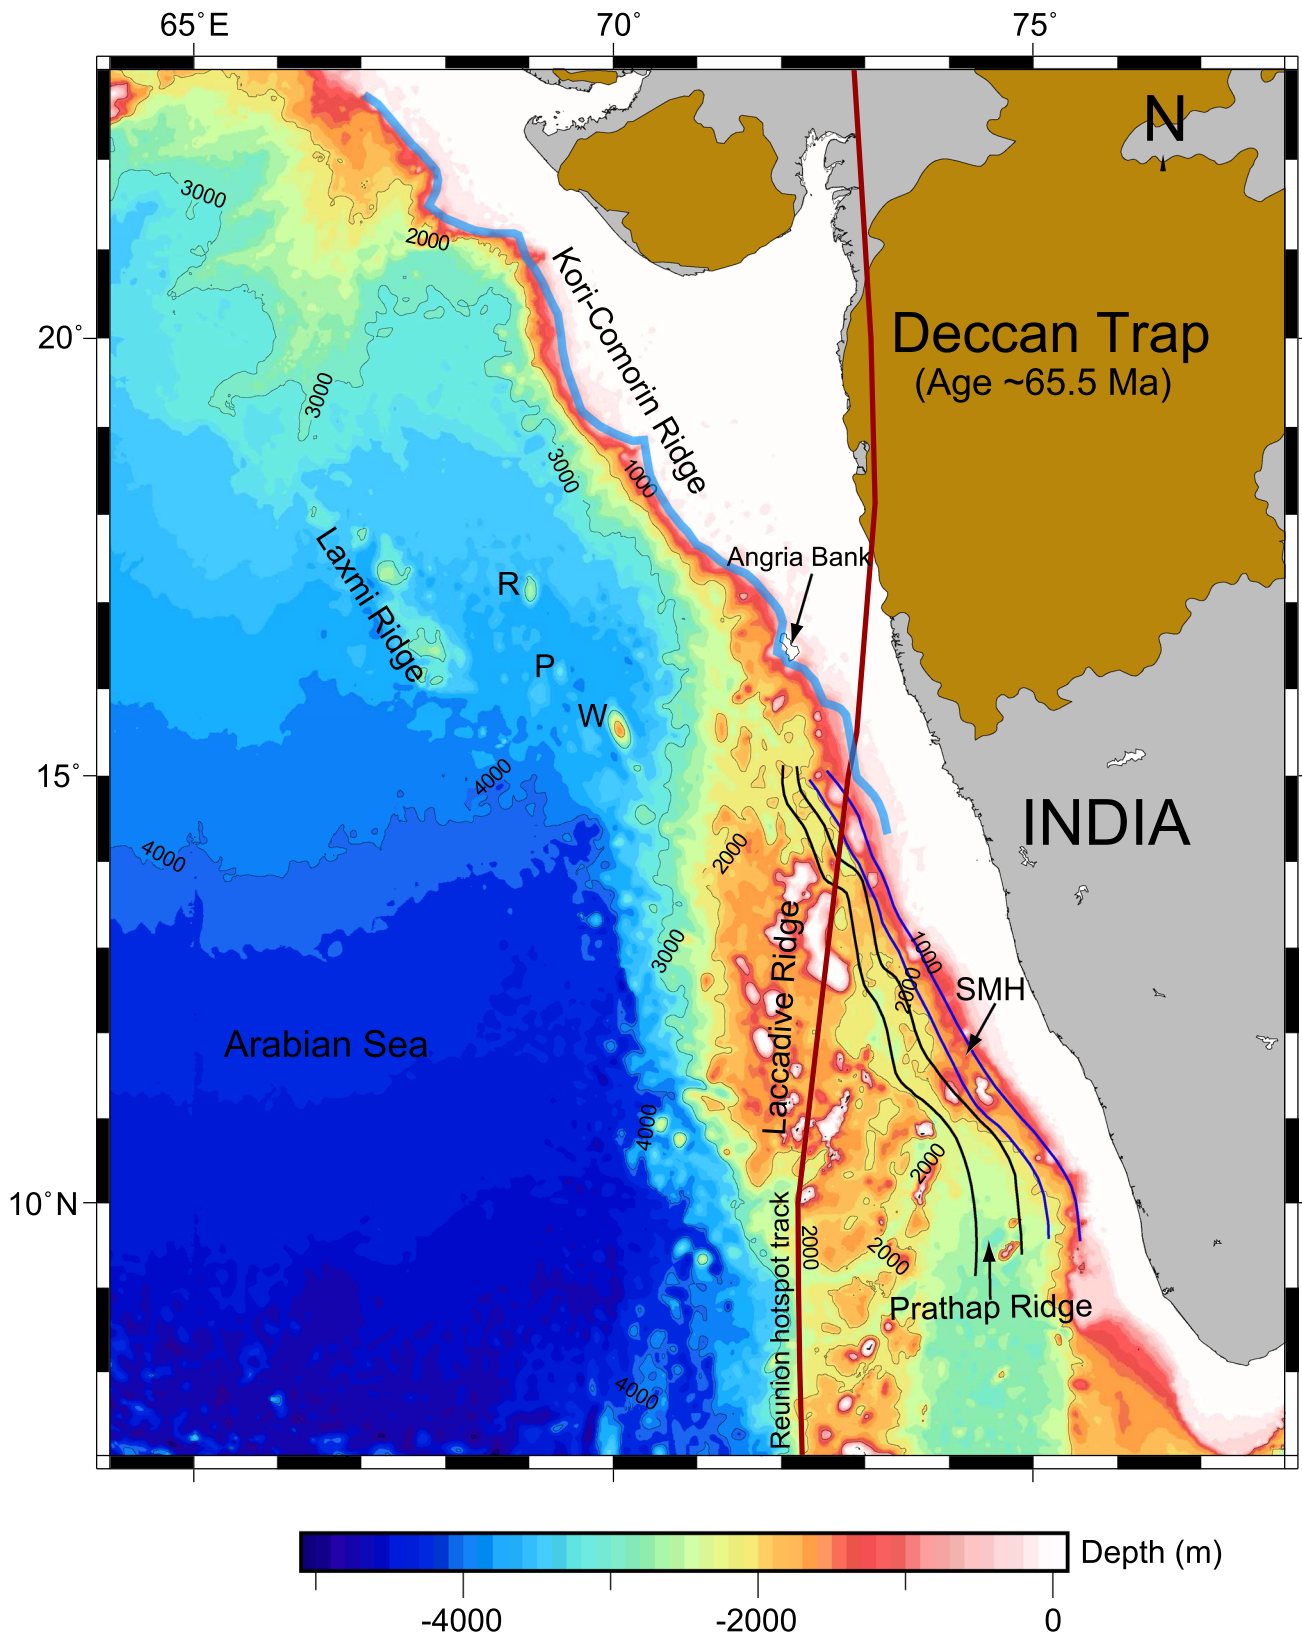 65°E
70°
75°
N
3000
2000
Kori-Comorin Ridge
20°
Deccan Trap
(Age ~65.5 Ma)
3000
3000
1000
Laxmi Ridge
Angria Bank
R
P
W
15°
4000
INDIA
4000
2000
Laccadive Ridge
3000
1000
2000
SMH
Arabian Sea
4000
2000
10°N
Reunion hotspot track
2000
2000
Prathap Ridge
4000
Depth (m)
-4000
-2000
0